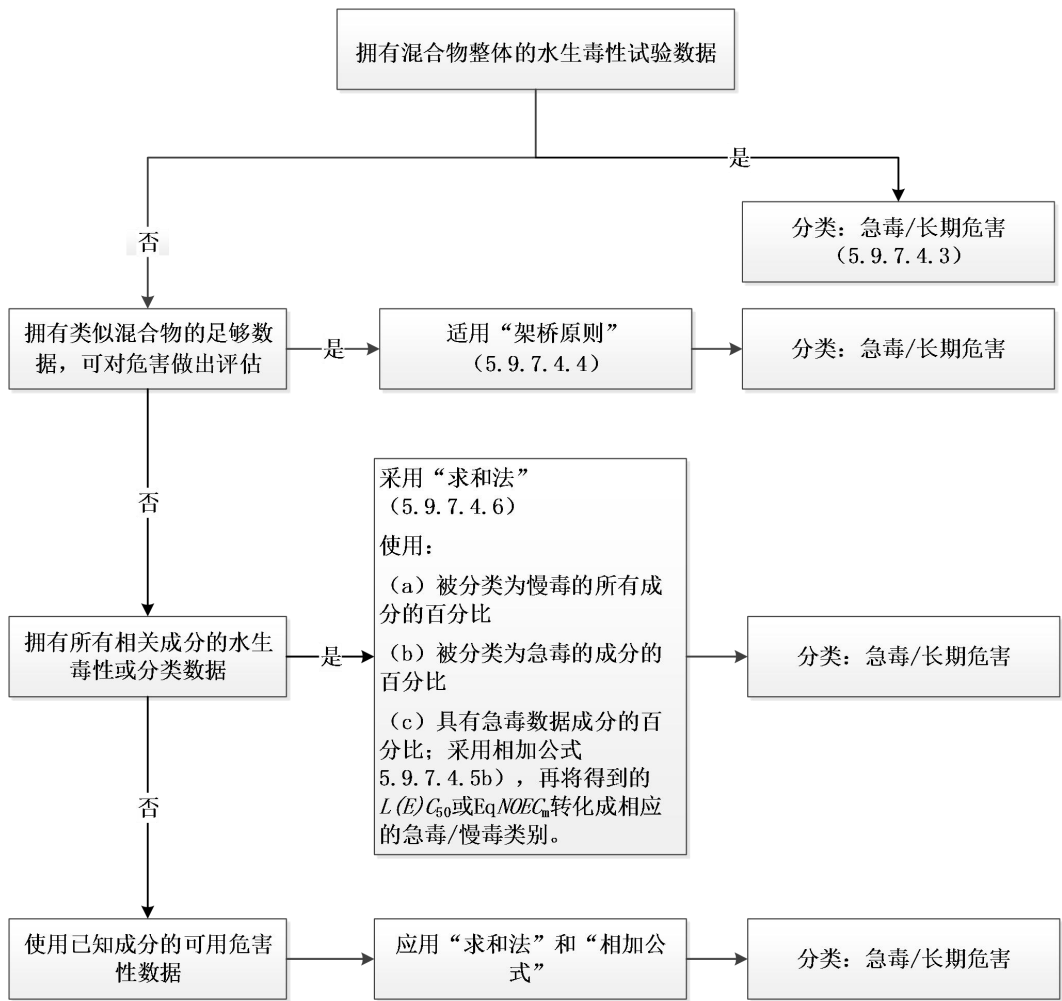 拥有混合物整体的水生毒性试验数据
是
分类：急毒/长期危害
（5.9.7.4.3）
否
拥有类似混合物的足够数
据，可对危害做出评估
是
适用“架桥原则”
（5.9.7.4.4）
分类：急毒/长期危害
否
采用“求和法”
（5.9.7.4.6）
使用：
（a）被分类为慢毒的所有成
分的百分比
（b）被分类为急毒的成分的
百分比
（c）具有急毒数据成分的百
分比；采用相加公式
5.9.7.4.5b），再将得到的
L(E)C50或EqNOECm转化成相应
的急毒/慢毒类别。
拥有所有相关成分的水生
毒性或分类数据
是
分类：急毒/长期危害
否
使用已知成分的可用危害
性数据
应用“求和法”和“相加公
式”
分类：急毒/长期危害